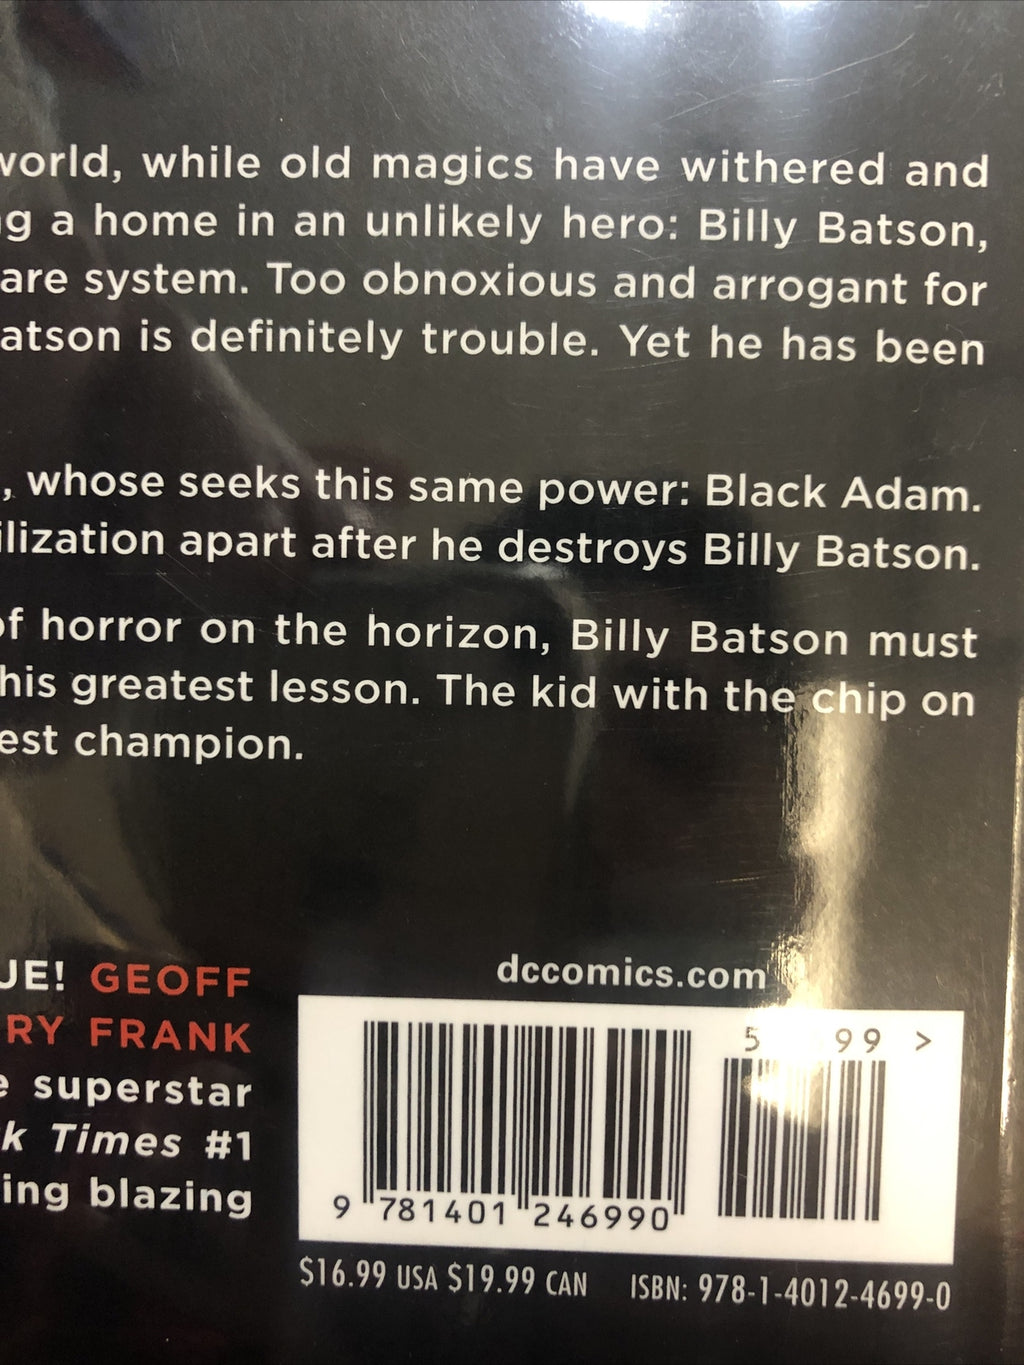 world, while old magics have withered and
g a home in an unlikely hero: Billy Batson,
are system. Too obnoxious and arrogant for
atson is definitely trouble. Yet he has been
, whose seeks this same power: Black Adam.
ilization apart after he destroys Billy Batson.
of horror on the horizon, Billy Batson must
his greatest lesson. The kid with the chip on
est champion.
UE! GEOFF
RY FRANK
e superstar
k Times #1
ing blazing
dccomics.com
5 99 >
9 781401 246990
$16.99 USA $19.99 CAN ISBN: 978-1-4012-4699-0